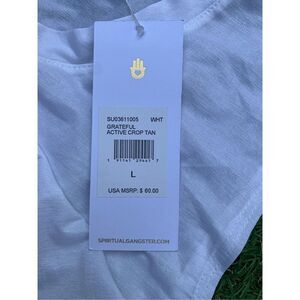 SU03611005 WHT
GRATEFUL
ACTIVE CROP TAN
L
USA MSRP: $ 60.00
SPIRITUALGANGSTER.COM